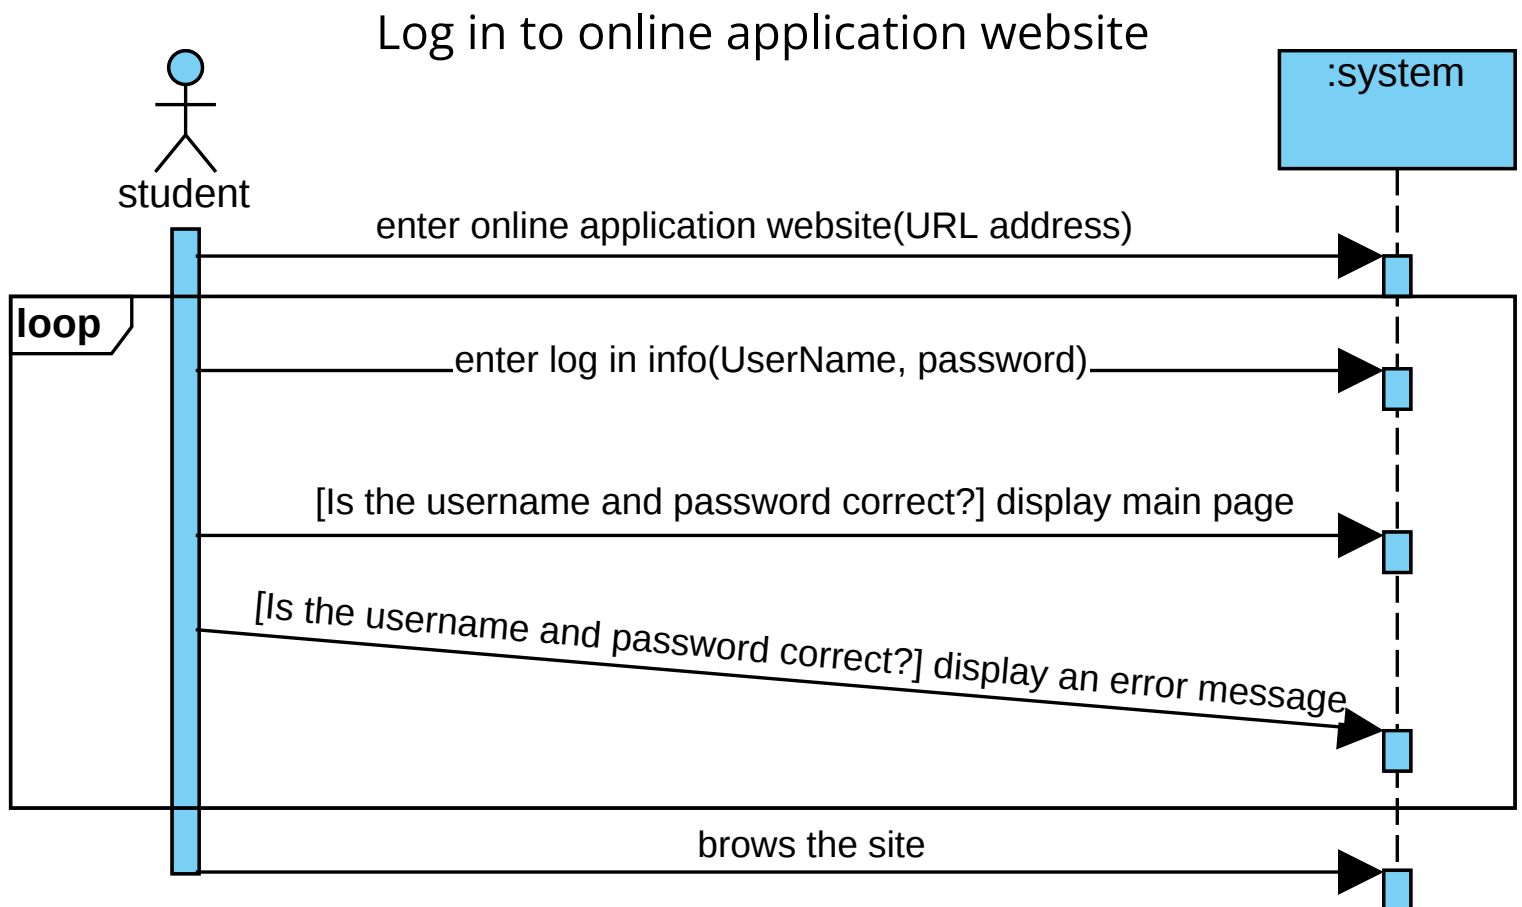 Log in to online application website
:system
student
enter online application website(URL address)
loop
enter log in info(UserName, password)
[Is the username and password correct?] display main page
[Is the username and password correct?] display an error message
brows the site